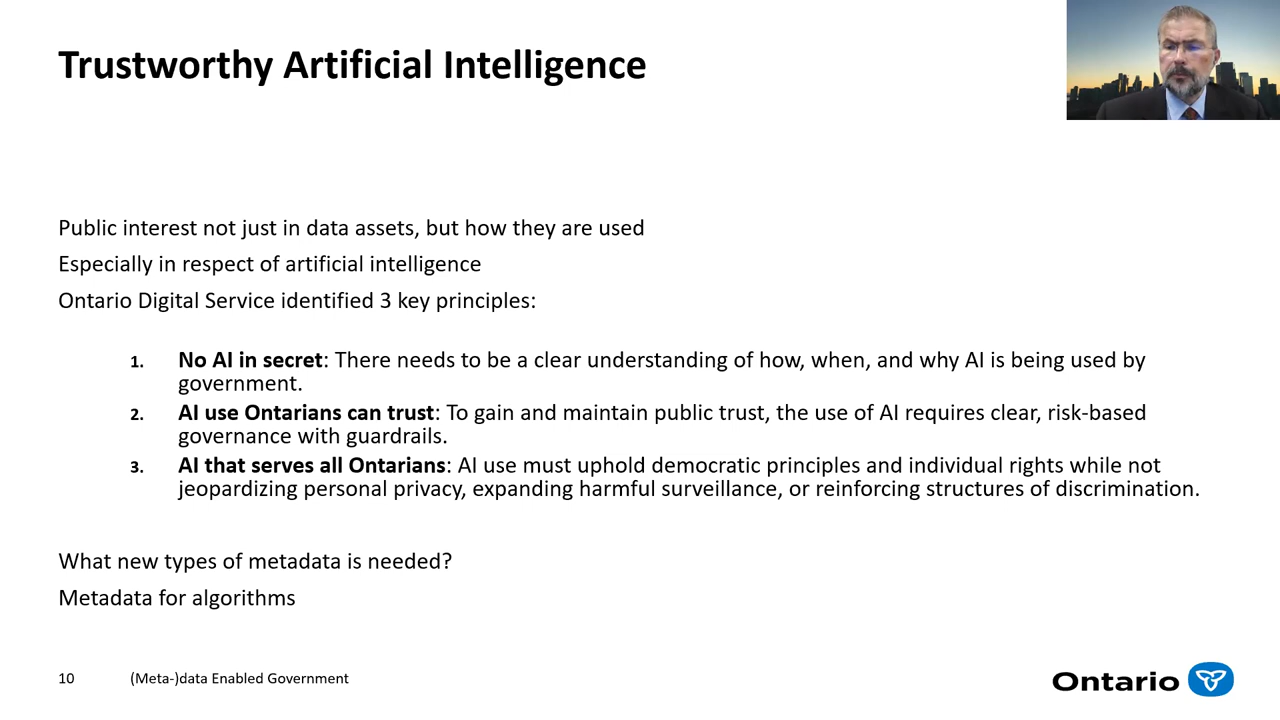 Trustworthy Artificial Intelligence
Public interest not just in data assets, but how they are used
Especially in respect of artificial intelligence
Ontario Digital Service identified 3 key principles:
1. No AI in secret: There needs to be a clear understanding of how, when, and why AI is being used by
government.
2. AI use Ontarians can trust: To gain and maintain public trust, the use of AI requires clear, risk-based
governance with guardrails.
3. AI that serves all Ontarians: AI use must uphold democratic principles and individual rights while not
jeopardizing personal privacy, expanding harmful surveillance, or reinforcing structures of discrimination.
What new types of metadata is needed?
Metadata for algorithms
10 (Meta-)data Enabled Government
Ontario